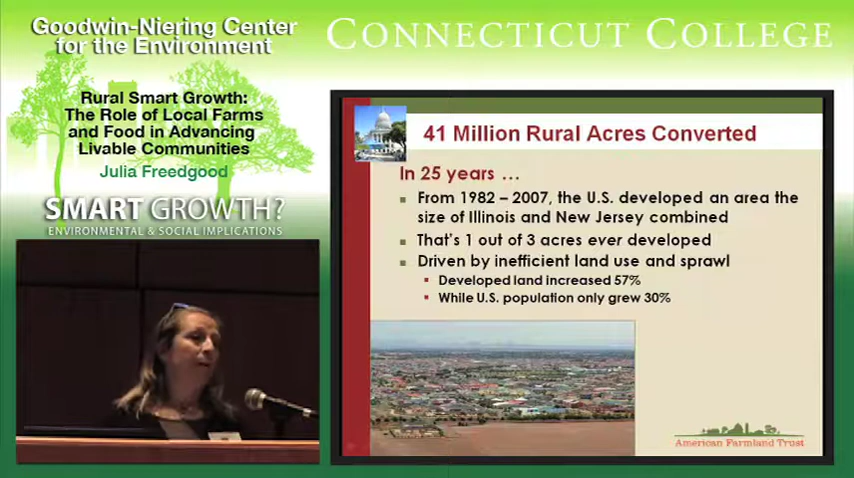 Goodwin-Niering Center
for the Environment
CONNECTICUT COLLEGE
Rural Smart Growth:
The Role of Local Farms
and Food in Advancing
Livable Communities
Julia Freedgood
SMART GROWTH?
ENVIRONMENTAL & SOCIAL IMPLICATIONS
41 Million Rural Acres Converted
In 25 years …
From 1982 – 2007, the U.S. developed an area the
size of Illinois and New Jersey combined
That's 1 out of 3 acres ever developed
Driven by inefficient land use and sprawl
Developed land increased 57%
While U.S. population only grew 30%
American Farmland Trust